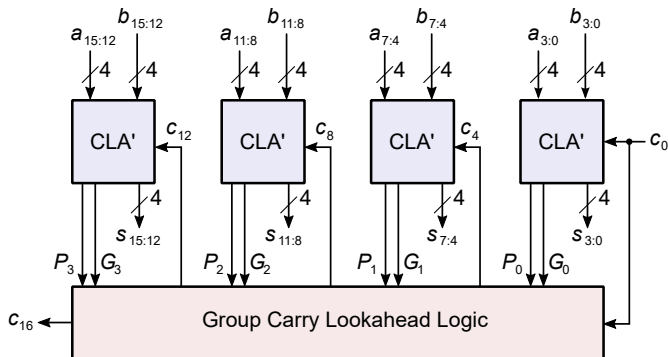 b15:12 b11:8 b7:4 b3:0
a15:12 a11:8 a7:4 a3:0
4 4 4 4 4 4 4 4
CLA' c12 CLA' c8 CLA' c4 CLA' c0
4 4 4 4
s15:12 s11:8 s7:4 s3:0
P3 G3 P2 G2 P1 G1 P0 G0
c16 Group Carry Lookahead Logic